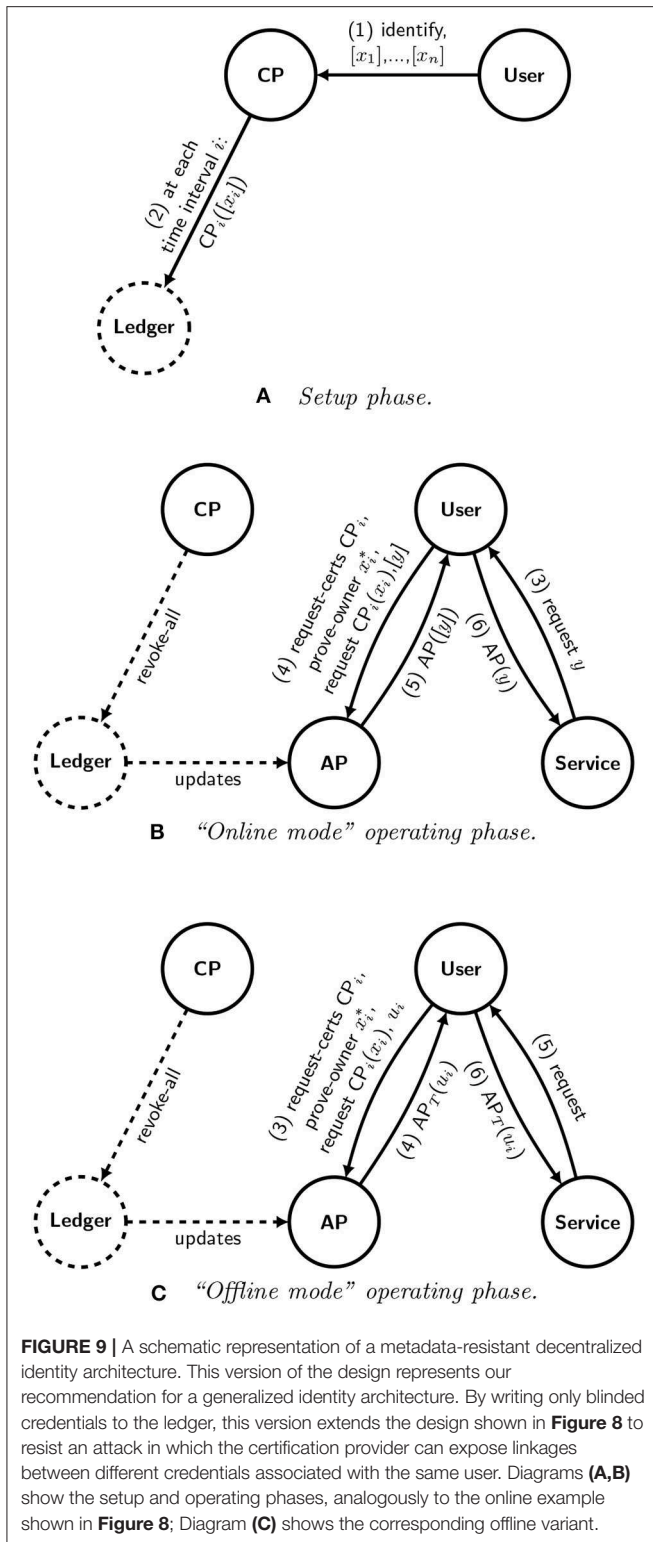 (1) identify,
[x₁],...,[xₙ]
CP
User
(2) at each
time interval i:
CPᵢ([xᵢ])
Ledger
A Setup phase.
CP
User
revoke-all
(4) request-certs CPᵢ,
prove-owner xᵢ*,
request CPᵢ(xᵢ),[y]
(5) AP([y])
(6) AP(y)
(3) request y
Ledger
updates
AP
Service
B “Online mode” operating phase.
CP
User
revoke-all
(3) request-certs CPᵢ,
prove-owner xᵢ*,
request CPᵢ(xᵢ), uᵢ
(4) AP_T(uᵢ)
(6) AP_T(uᵢ)
(5) request
Ledger
updates
AP
Service
C “Offline mode” operating phase.
FIGURE 9 | A schematic representation of a metadata-resistant decentralized
identity architecture. This version of the design represents our
recommendation for a generalized identity architecture. By writing only blinded
credentials to the ledger, this version extends the design shown in Figure 8 to
resist an attack in which the certification provider can expose linkages
between different credentials associated with the same user. Diagrams (A,B)
show the setup and operating phases, analogously to the online example
shown in Figure 8; Diagram (C) shows the corresponding offline variant.